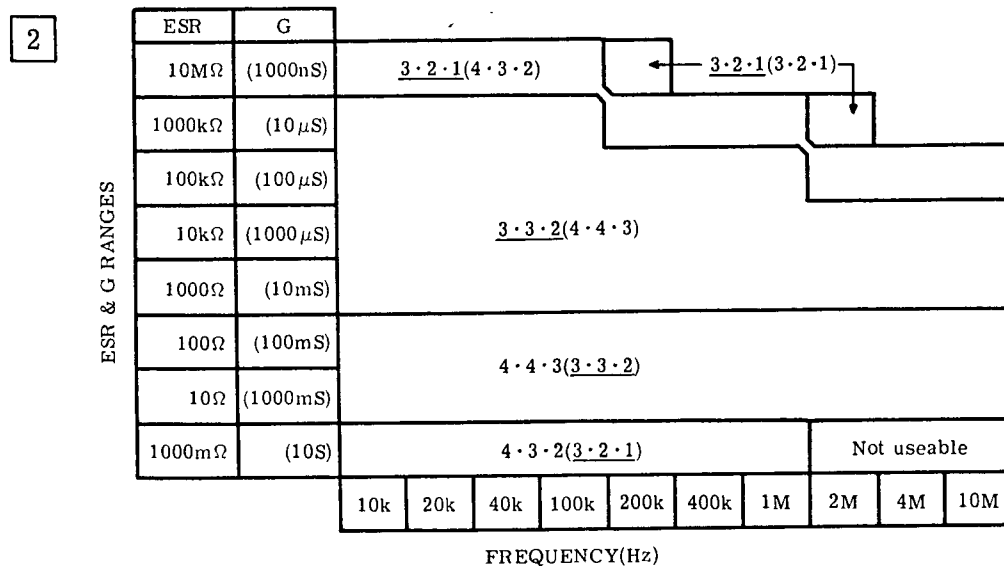 2
ESR G
10MΩ (1000nS) 3·2·1(4·3·2) 3·2·1(3·2·1)
1000kΩ (10μS)
100kΩ (100μS)
10kΩ (1000μS) 3·3·2(4·4·3)
1000Ω (10mS)
100Ω (100mS)
4·4·3(3·3·2)
10Ω (1000mS)
1000mΩ (10S) 4·3·2(3·2·1) Not useable
10k 20k 40k 100k 200k 400k 1M 2M 4M 10M
FREQUENCY(Hz)
ESR & G RANGES